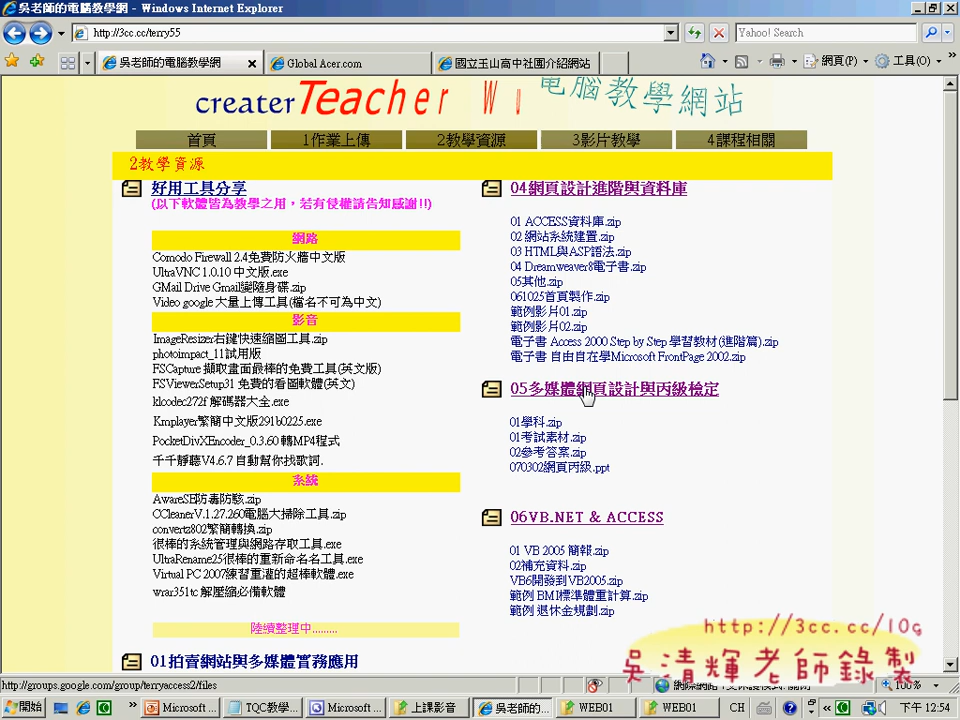 吳老師的電腦教學網 - Windows Internet Explorer
http://3cc.cc/terry55
Yahoo! Search
吳老師的電腦教學網
Global Acer.com
國立玉山高中社團介紹網站
網頁(P)
工具(O)
creater Teacher Wu 電腦教學網站
首頁
1作業上傳
2教學資源
3影片教學
4課程相關
2教學資源
好用工具分享
(以下軟體皆為教學之用，若有侵權請告知感謝!!)
網路
Comodo Firewall 2.4免費防火牆中文版
UltraVNC 1.0.10 中文版.exe
GMail Drive Gmail變隨身碟.zip
Video google 大量上傳工具(檔名不可為中文)
影音
ImageResizer右鍵快速縮圖工具.zip
photoimpact_11試用版
FSCapture 擷取畫面最棒的免費工具(英文版)
FSViewerSetup31 免費的看圖軟體(英文)
klcodec272f 解碼器大全.exe
Kmplayer繁簡中文版291b0225.exe
PocketDivXEncoder_0.3.60 轉MP4程式
千千靜聽V4.6.7 自動幫你找歌詞.
系統
AwareSE防毒防駭.zip
CCleanerV.1.27.260電腦大掃除工具.zip
convertz802繁簡轉換.zip
很棒的系統管理與網路存取工具.exe
UltraRename25很棒的重新命名名工具.exe
Virtual PC 2007練習重灌的超棒軟體.exe
wrar351tc 解壓縮必備軟體
陸續整理中.........
01拍賣網站與多媒體實務應用
04網頁設計進階與資料庫
01 ACCESS資料庫.zip
02 網站系統建置.zip
03 HTML與ASP語法.zip
04 Dreamweaver8電子書.zip
05其他.zip
061025首頁製作.zip
範例影片01.zip
範例影片02.zip
電子書 Access 2000 Step by Step 學習教材(進階篇).zip
電子書 自由自在學Microsoft FrontPage 2002.zip
05多媒體網頁設計與丙級檢定
01學科.zip
01考試素材.zip
02參考答案.zip
070302網頁丙級.ppt
06VB.NET & ACCESS
01 VB 2005 簡報.zip
02補充資料.zip
VB6開發到VB2005.zip
範例 BMI標準體重計算.zip
範例 退休金規劃.zip
http://3cc.cc/10g
吳清輝老師錄製
http://groups.google.com/group/terryaccess2/files
100%
開始
Microsoft ...
TQC教學...
Microsoft ...
上課影音
吳老師的...
WEB01
WEB01
CH
下午 12:54